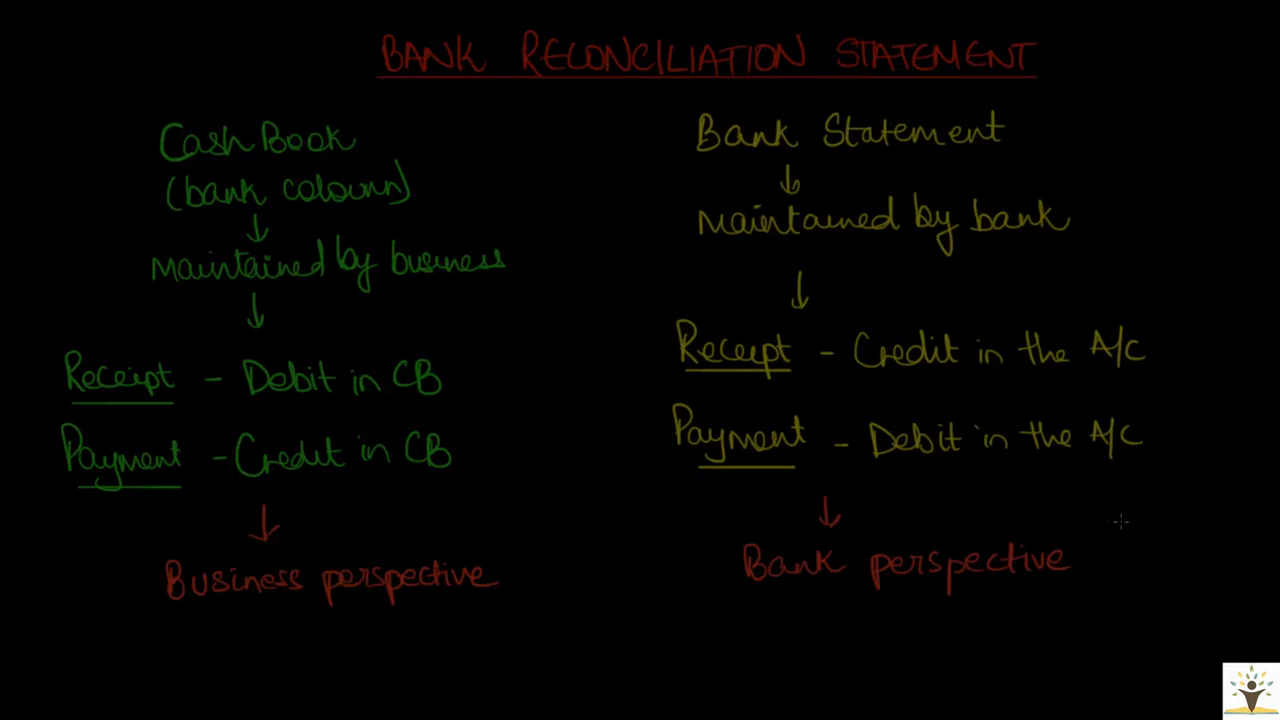 BANK RECONCILIATION STATEMENT
Cash Book
(bank column)
↓
Maintained by business
↓
Receipt - Debit in CB
Payment - Credit in CB
↓
Business perspective
Bank Statement
↓
Maintained by bank
↓
Receipt - Credit in the A/C
Payment - Debit in the A/C
↓
Bank perspective